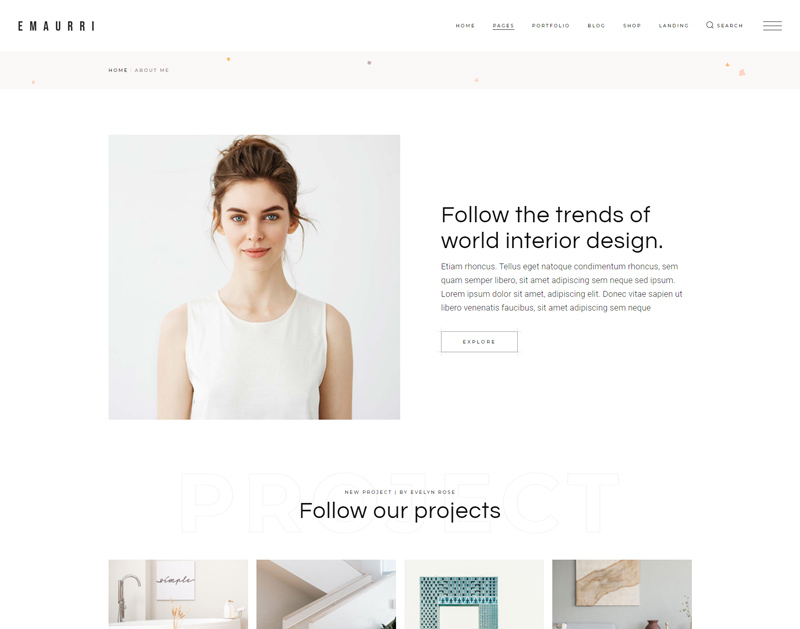 EMAURRI
HOME PAGES PORTFOLIO BLOG SHOP LANDING SEARCH
HOME / ABOUT ME
Follow the trends of
world interior design.
Etiam rhoncus. Tellus eget natoque condimentum rhoncus, sem
quam semper libero, sit amet adipiscing sem neque sed ipsum.
Lorem ipsum dolor sit amet, adipiscing elit. Donec vitae sapien ut
libero venenatis faucibus, sit amet adipiscing sem neque
EXPLORE
PROJECT
NEW PROJECT | BY EVELYN ROSE
Follow our projects
simple